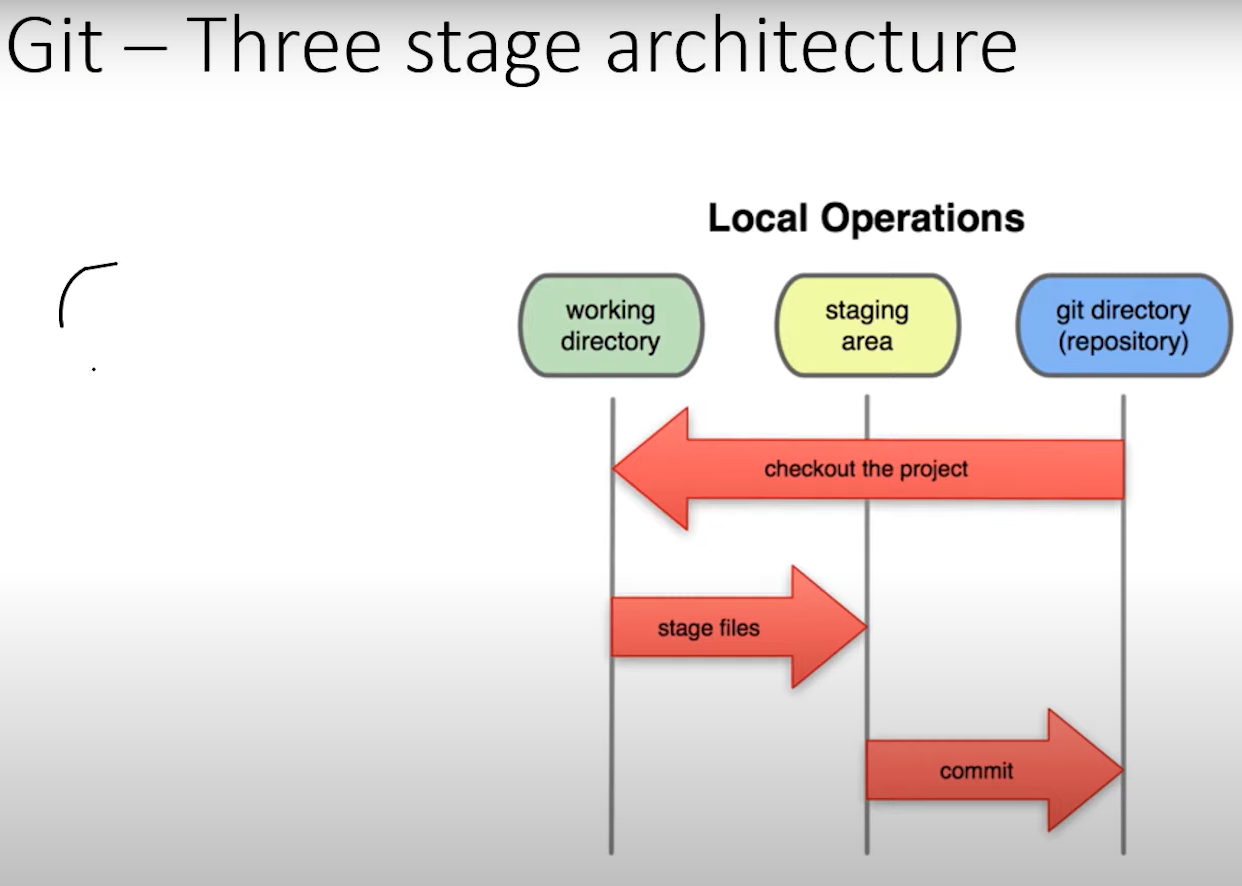 Git – Three stage architecture
Local Operations
working
directory
staging
area
git directory
(repository)
checkout the project
stage files
commit